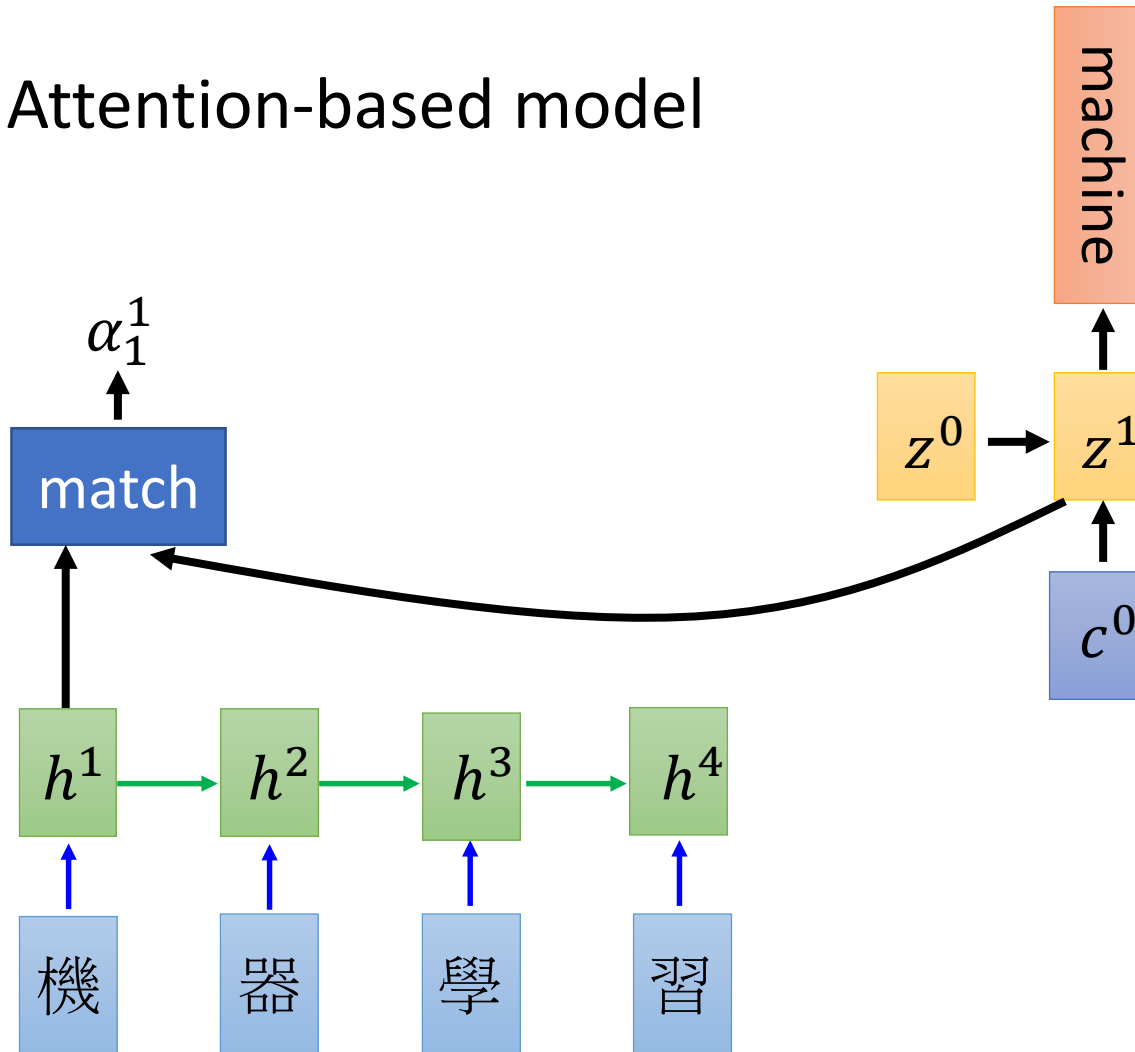 Attention-based model
machine
α₁¹
match
z⁰
z¹
c⁰
h¹
h²
h³
h⁴
機
器
學
習